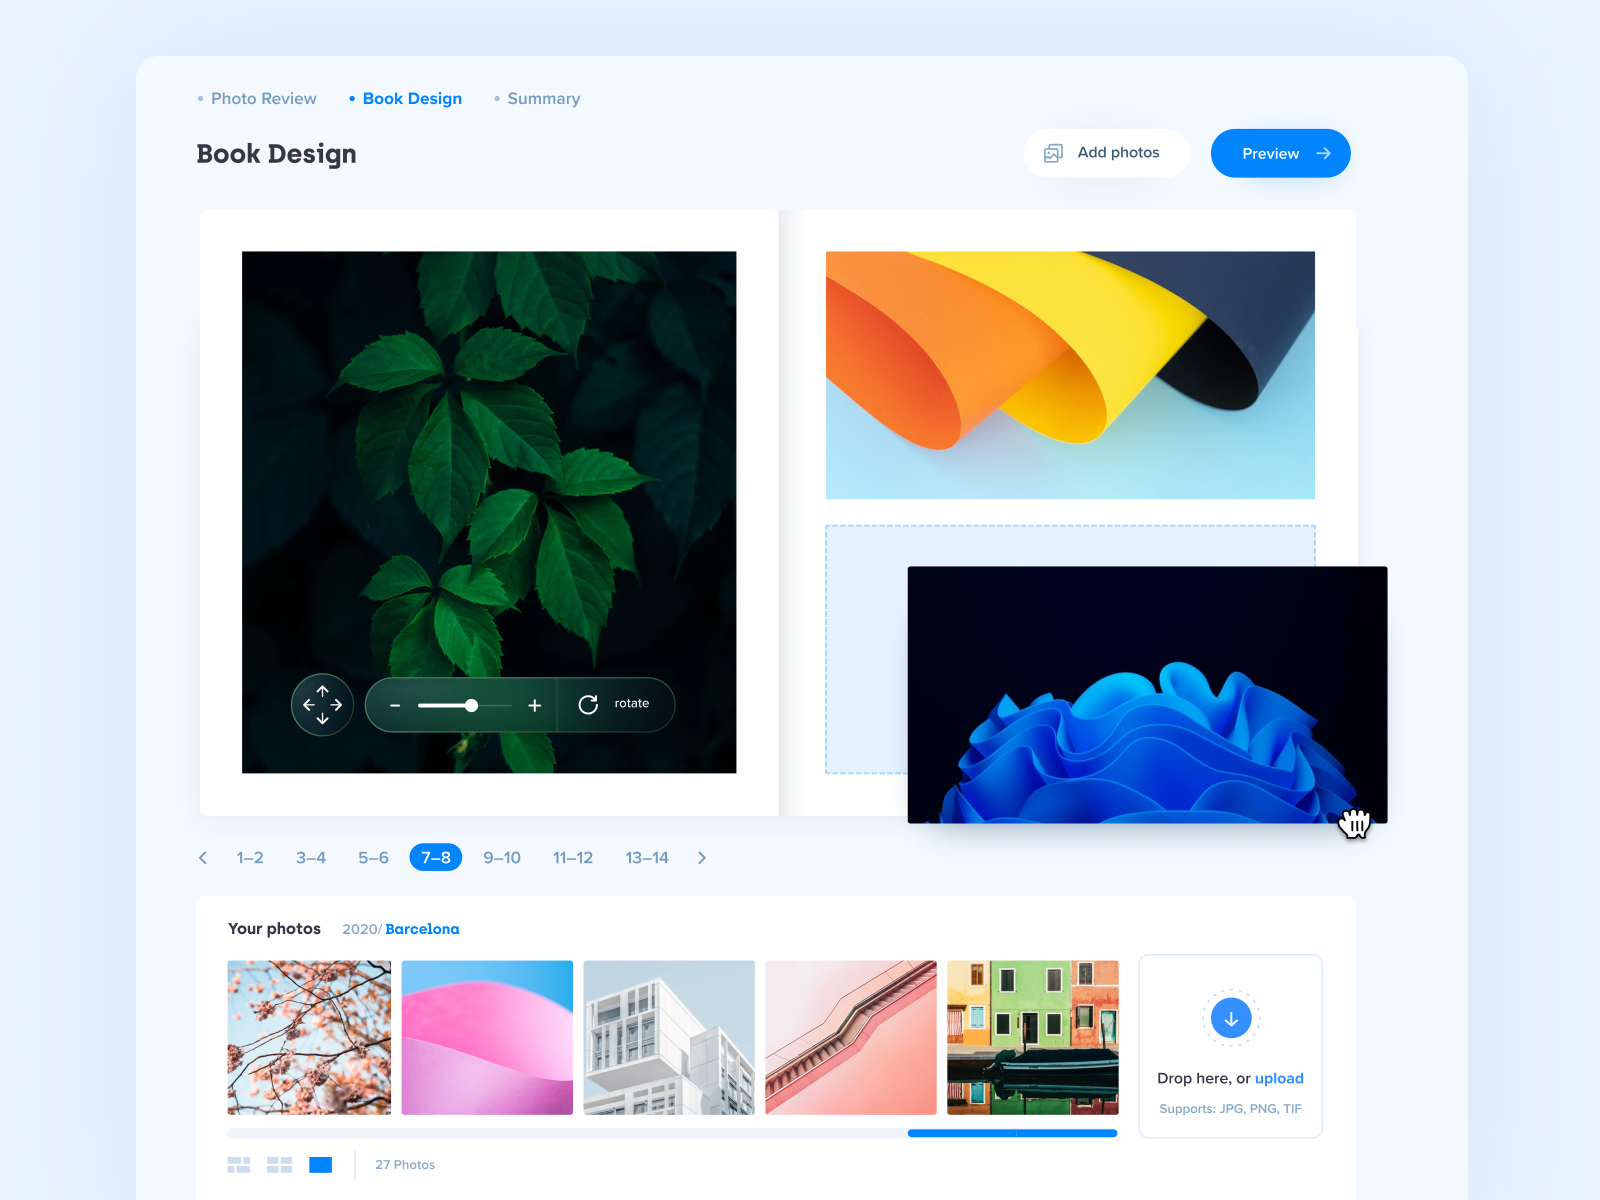 Photo Review
Book Design
Summary
Book Design
Add photos
Preview
rotate
1–2
3–4
5–6
7–8
9–10
11–12
13–14
Your photos
2020/ Barcelona
Drop here, or upload
Supports: JPG, PNG, TIF
27 Photos